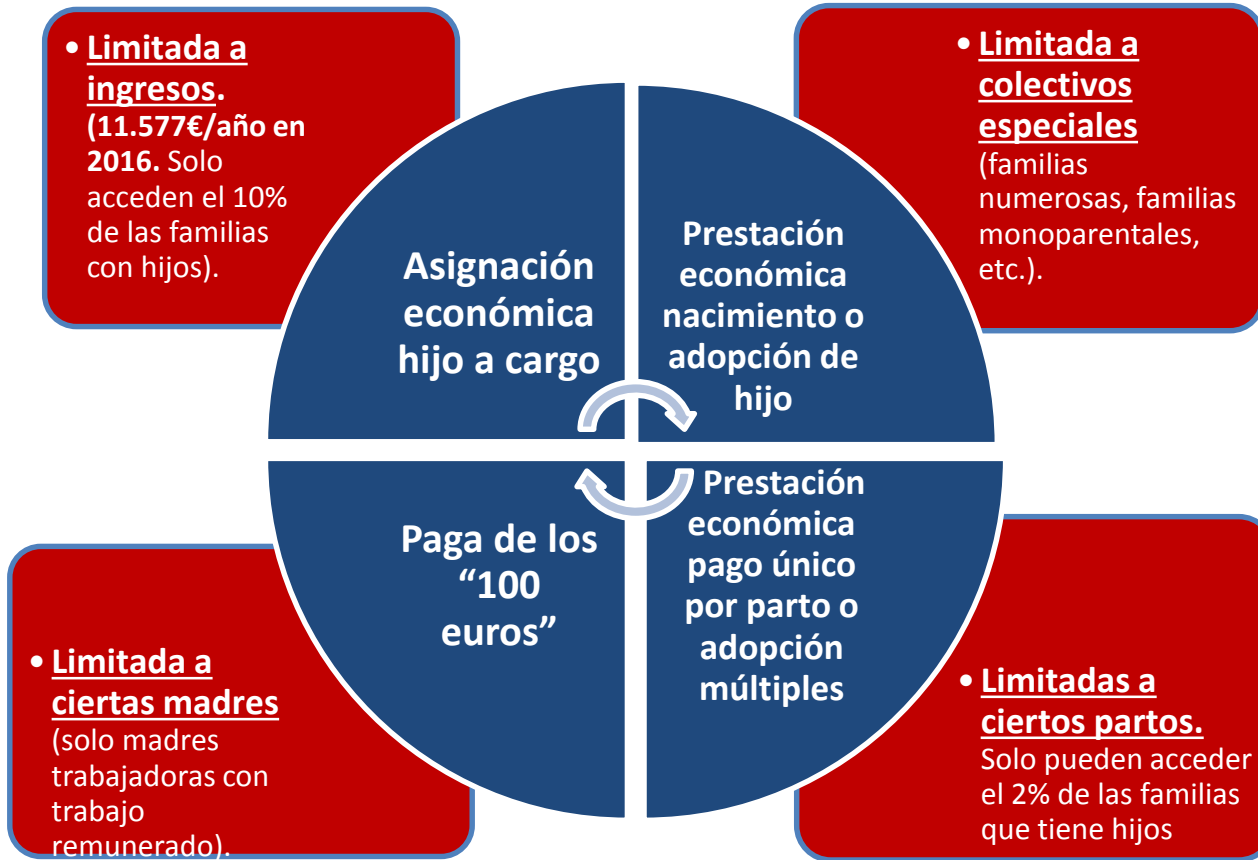 • Limitada a
ingresos.
(11.577€/año en
2016. Solo
acceden el 10%
de las familias
con hijos).
• Limitada a
colectivos
especiales
(familias
numerosas, familias
monoparentales,
etc.).
Asignación
económica
hijo a cargo
Prestación
económica
nacimiento o
adopción de
hijo
Paga de los
“100
euros”
Prestación
económica
pago único
por parto o
adopción
múltiples
• Limitada a
ciertas madres
(solo madres
trabajadoras con
trabajo
remunerado).
• Limitadas a
ciertos partos.
Solo pueden acceder
el 2% de las familias
que tiene hijos